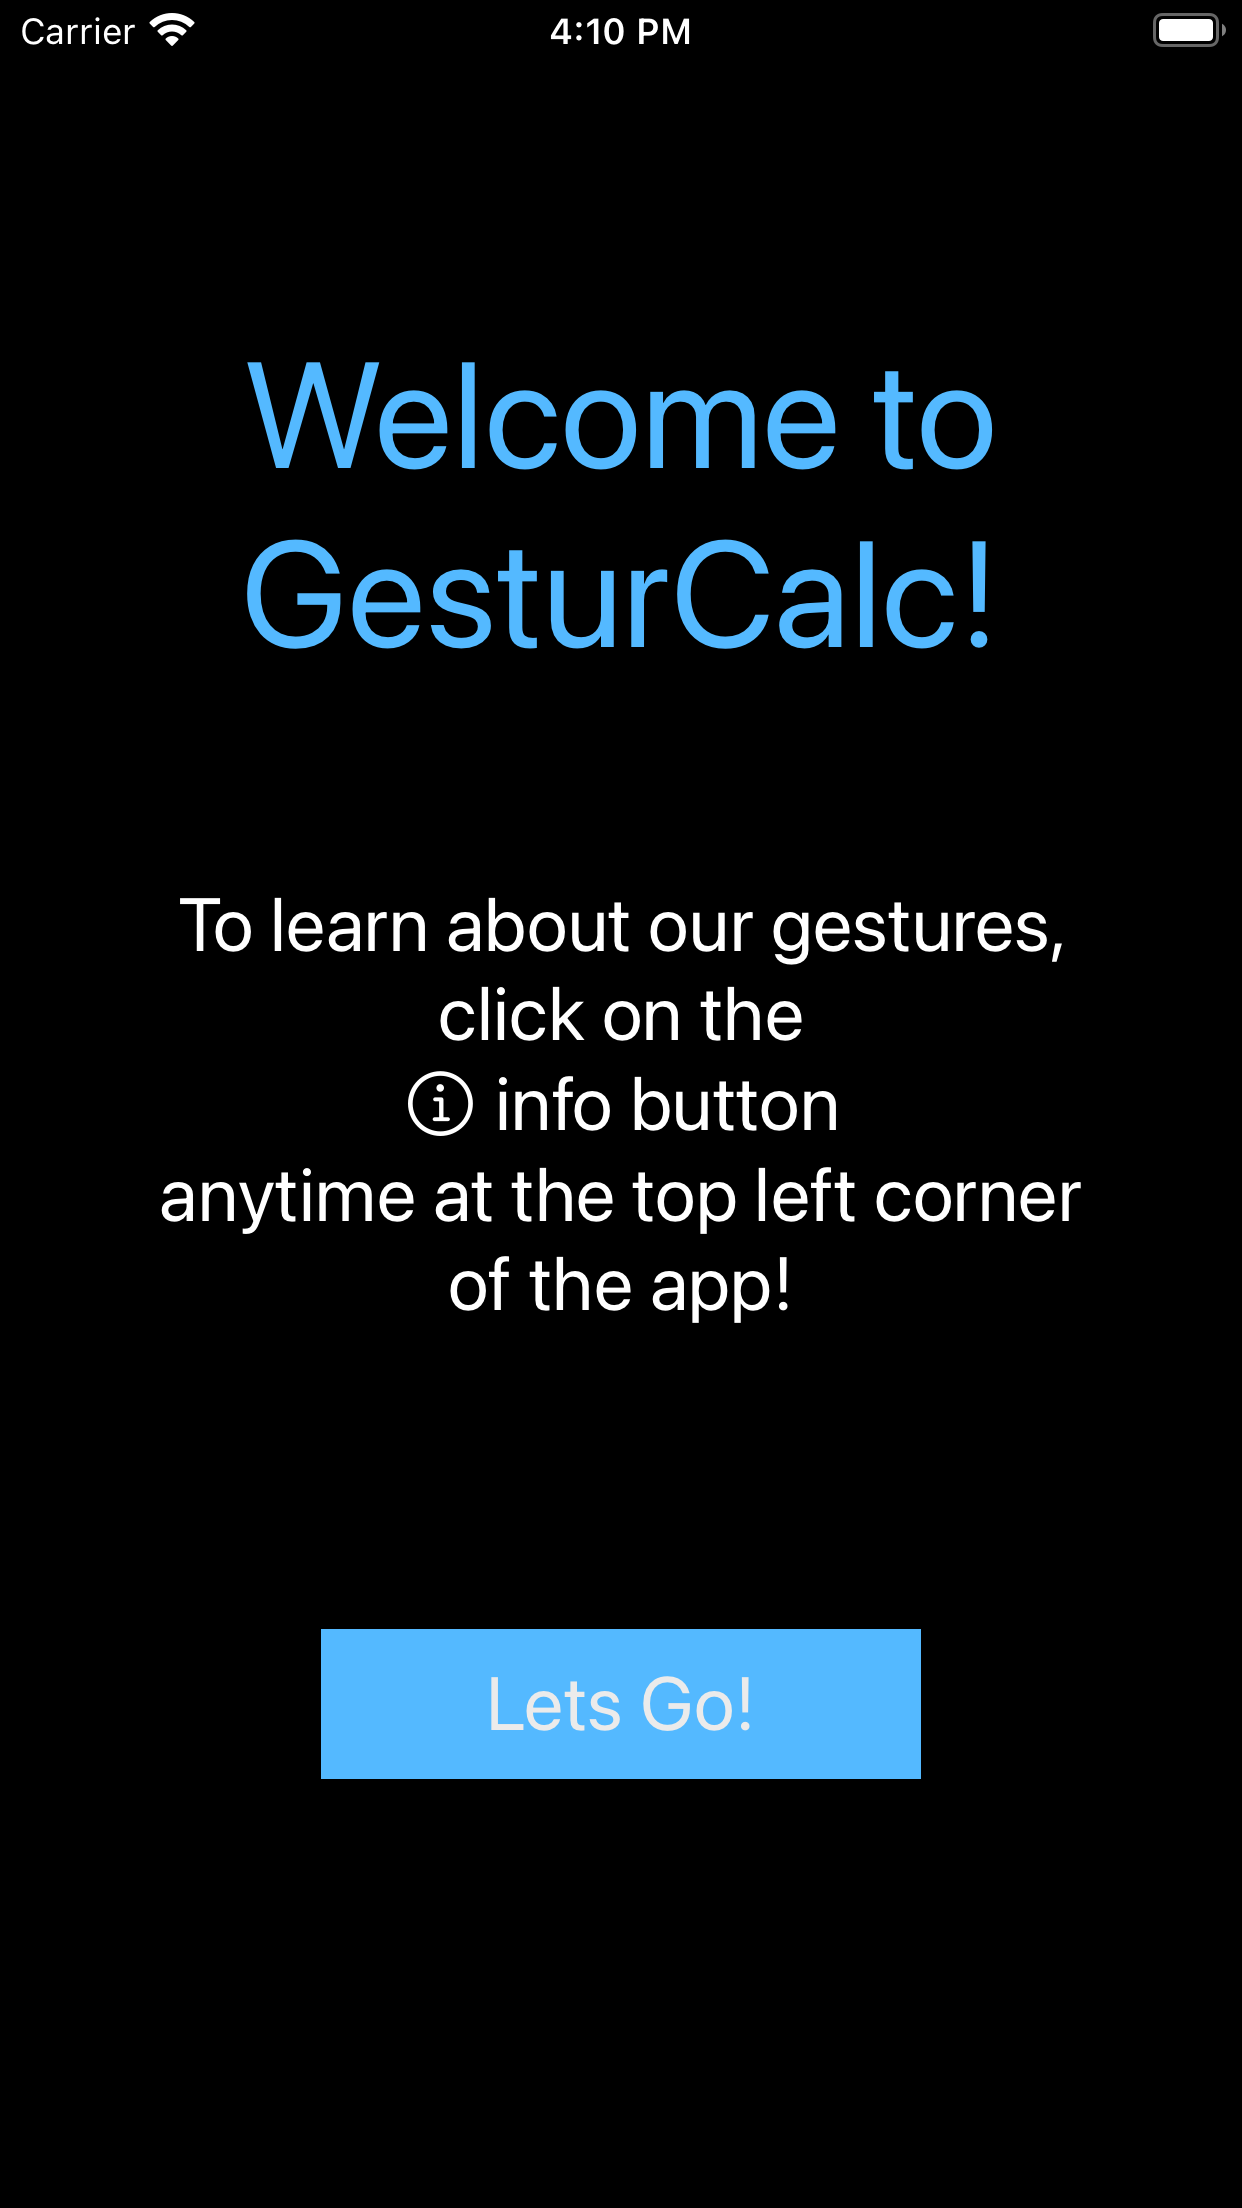 Carrier 4:10 PM
Welcome to
GesturCalc!
To learn about our gestures,
click on the
ⓘ info button
anytime at the top left corner
of the app!
Lets Go!